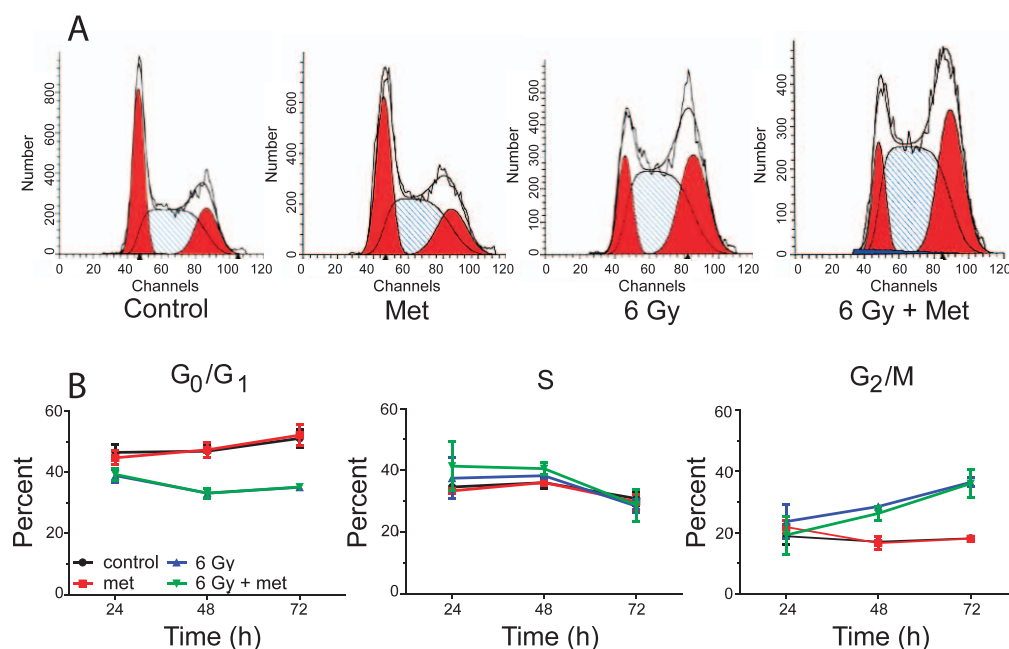 A
Number
800
600
400
200
0
0 20 40 60 80 100 120
Channels
Control
Number
600
400
200
0
0 20 40 60 80 100 120
Channels
Met
Number
500
400
300
200
100
0
0 20 40 60 80 100 120
Channels
6 Gy
Number
400
300
200
100
0
0 20 40 60 80 100 120
Channels
6 Gy + Met
B
G0/G1
Percent
60
40
20
0
control
met
6 Gy
6 Gy + met
24 48 72
Time (h)
S
Percent
60
40
20
0
24 48 72
Time (h)
G2/M
Percent
60
40
20
0
24 48 72
Time (h)